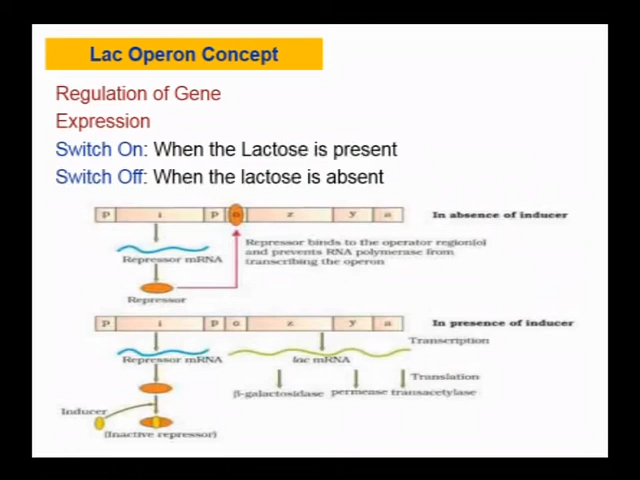 Lac Operon Concept
Regulation of Gene
Expression
Switch On: When the Lactose is present
Switch Off: When the lactose is absent
p i p o z y a In absence of inducer
Repressor binds to the operator region(o)
and prevents RNA polymerase from
transcribing the operon
Repressor mRNA
Repressor
p i p o z y a In presence of inducer
Transcription
Repressor mRNA lac mRNA
Translation
β-galactosidase permease transacetylase
Inducer
(Inactive repressor)